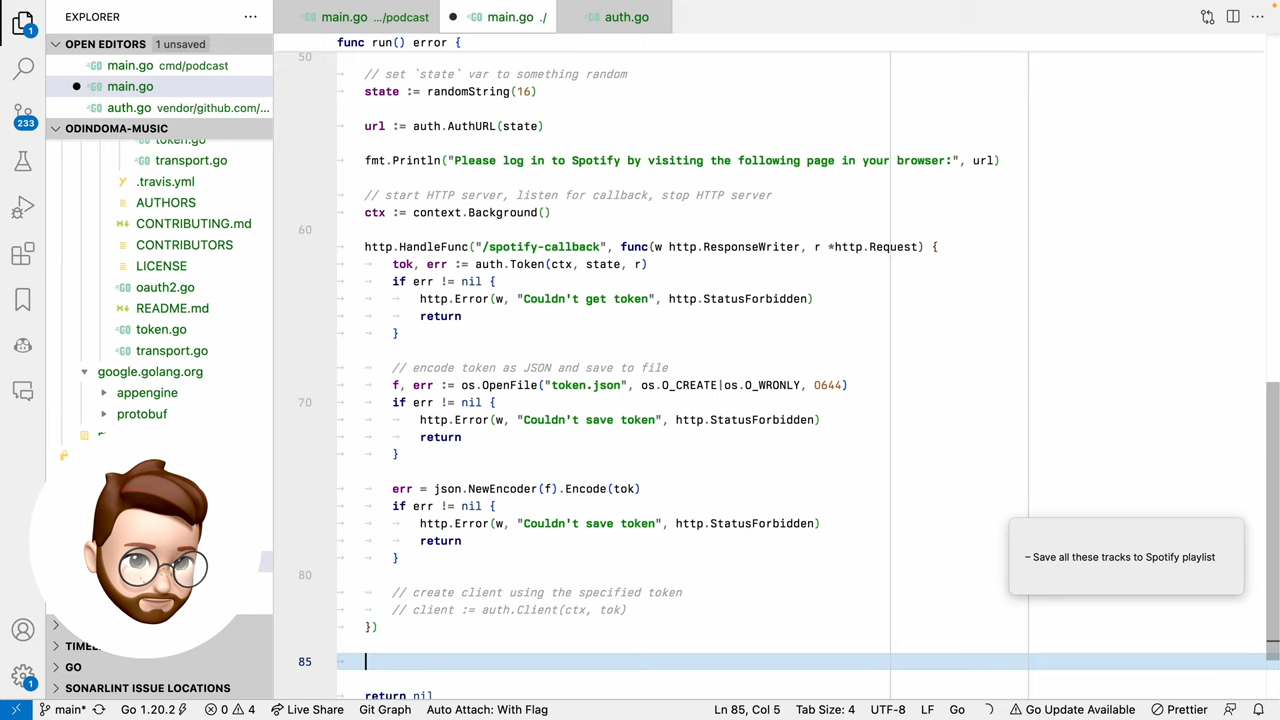 EXPLORER
main.go .../podcast
main.go ./
auth.go
OPEN EDITORS 1 unsaved
main.go cmd/podcast
main.go
auth.go vendor/github.com/...
ODINDOMA-MUSIC
token.go
transport.go
.travis.yml
AUTHORS
CONTRIBUTING.md
CONTRIBUTORS
LICENSE
oauth2.go
README.md
token.go
transport.go
google.golang.org
appengine
protobuf
GO
SONARLINT ISSUE LOCATIONS
1
233
1
func run() error {
50
// set `state` var to something random
state := randomString(16)
url := auth.AuthURL(state)
fmt.Println("Please log in to Spotify by visiting the following page in your browser:", url)
// start HTTP server, listen for callback, stop HTTP server
ctx := context.Background()
60
http.HandleFunc("/spotify-callback", func(w http.ResponseWriter, r *http.Request) {
tok, err := auth.Token(ctx, state, r)
if err != nil {
http.Error(w, "Couldn't get token", http.StatusForbidden)
return
}
// encode token as JSON and save to file
f, err := os.OpenFile("token.json", os.O_CREATE|os.O_WRONLY, 0644)
70
if err != nil {
http.Error(w, "Couldn't save token", http.StatusForbidden)
return
}
err = json.NewEncoder(f).Encode(tok)
if err != nil {
http.Error(w, "Couldn't save token", http.StatusForbidden)
return
}
80
// create client using the specified token
// client := auth.Client(ctx, tok)
})
85
return nil
– Save all these tracks to Spotify playlist
main* Go 1.20.2 0 4 Live Share Git Graph Auto Attach: With Flag Ln 85, Col 5 Tab Size: 4 UTF-8 LF Go Go Update Available Prettier